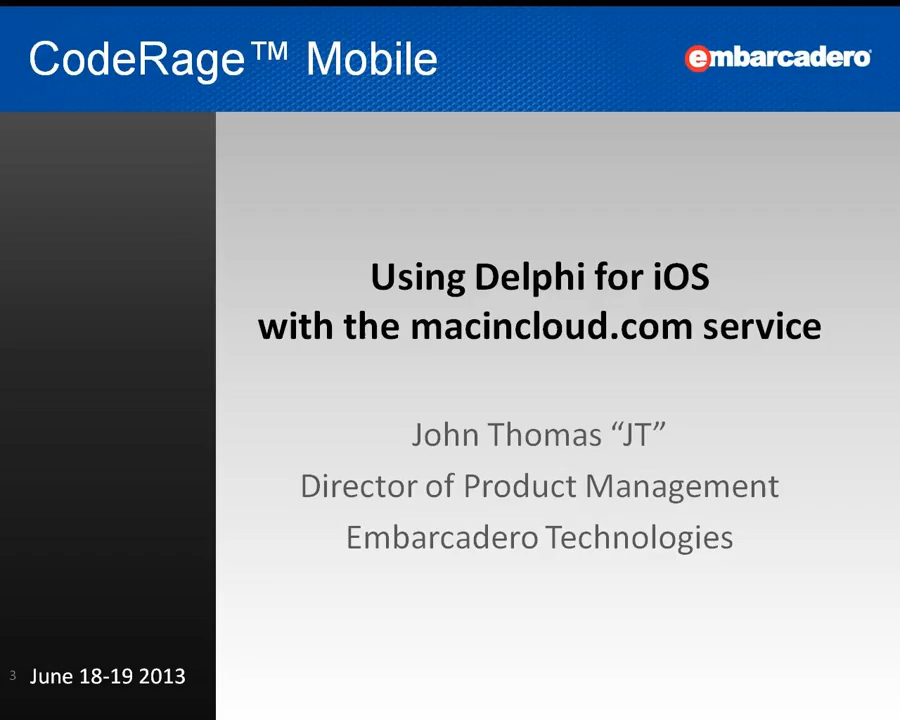 CodeRage™ Mobile
embarcadero®
Using Delphi for iOS
with the macincloud.com service
John Thomas “JT”
Director of Product Management
Embarcadero Technologies
3 June 18-19 2013